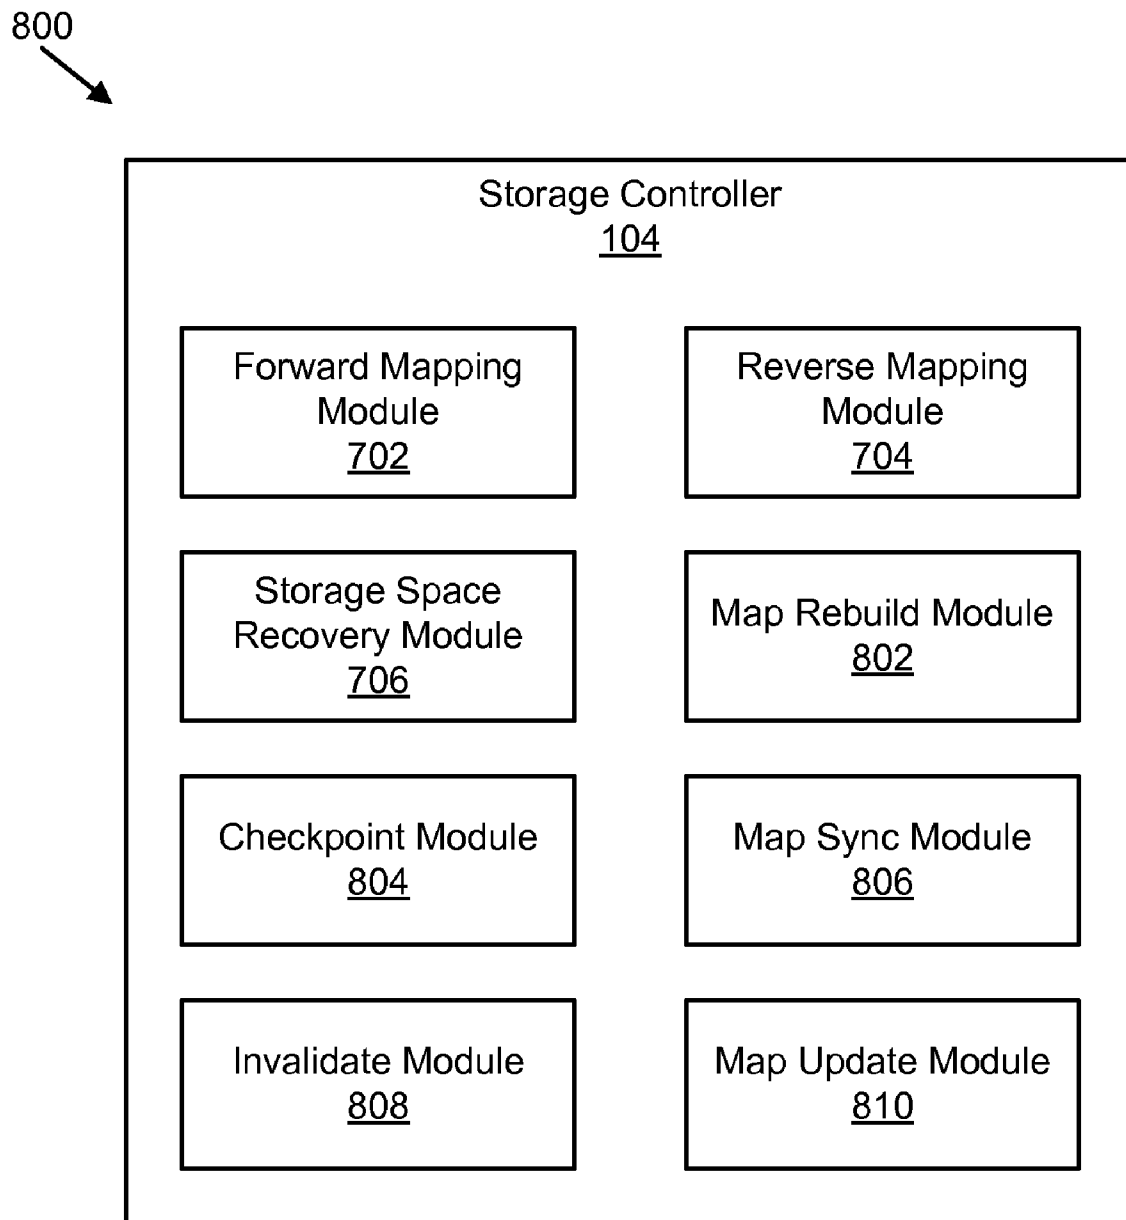 800
Storage Controller
104
Forward Mapping
Module
702
Reverse Mapping
Module
704
Storage Space
Recovery Module
706
Map Rebuild Module
802
Checkpoint Module
804
Map Sync Module
806
Invalidate Module
808
Map Update Module
810